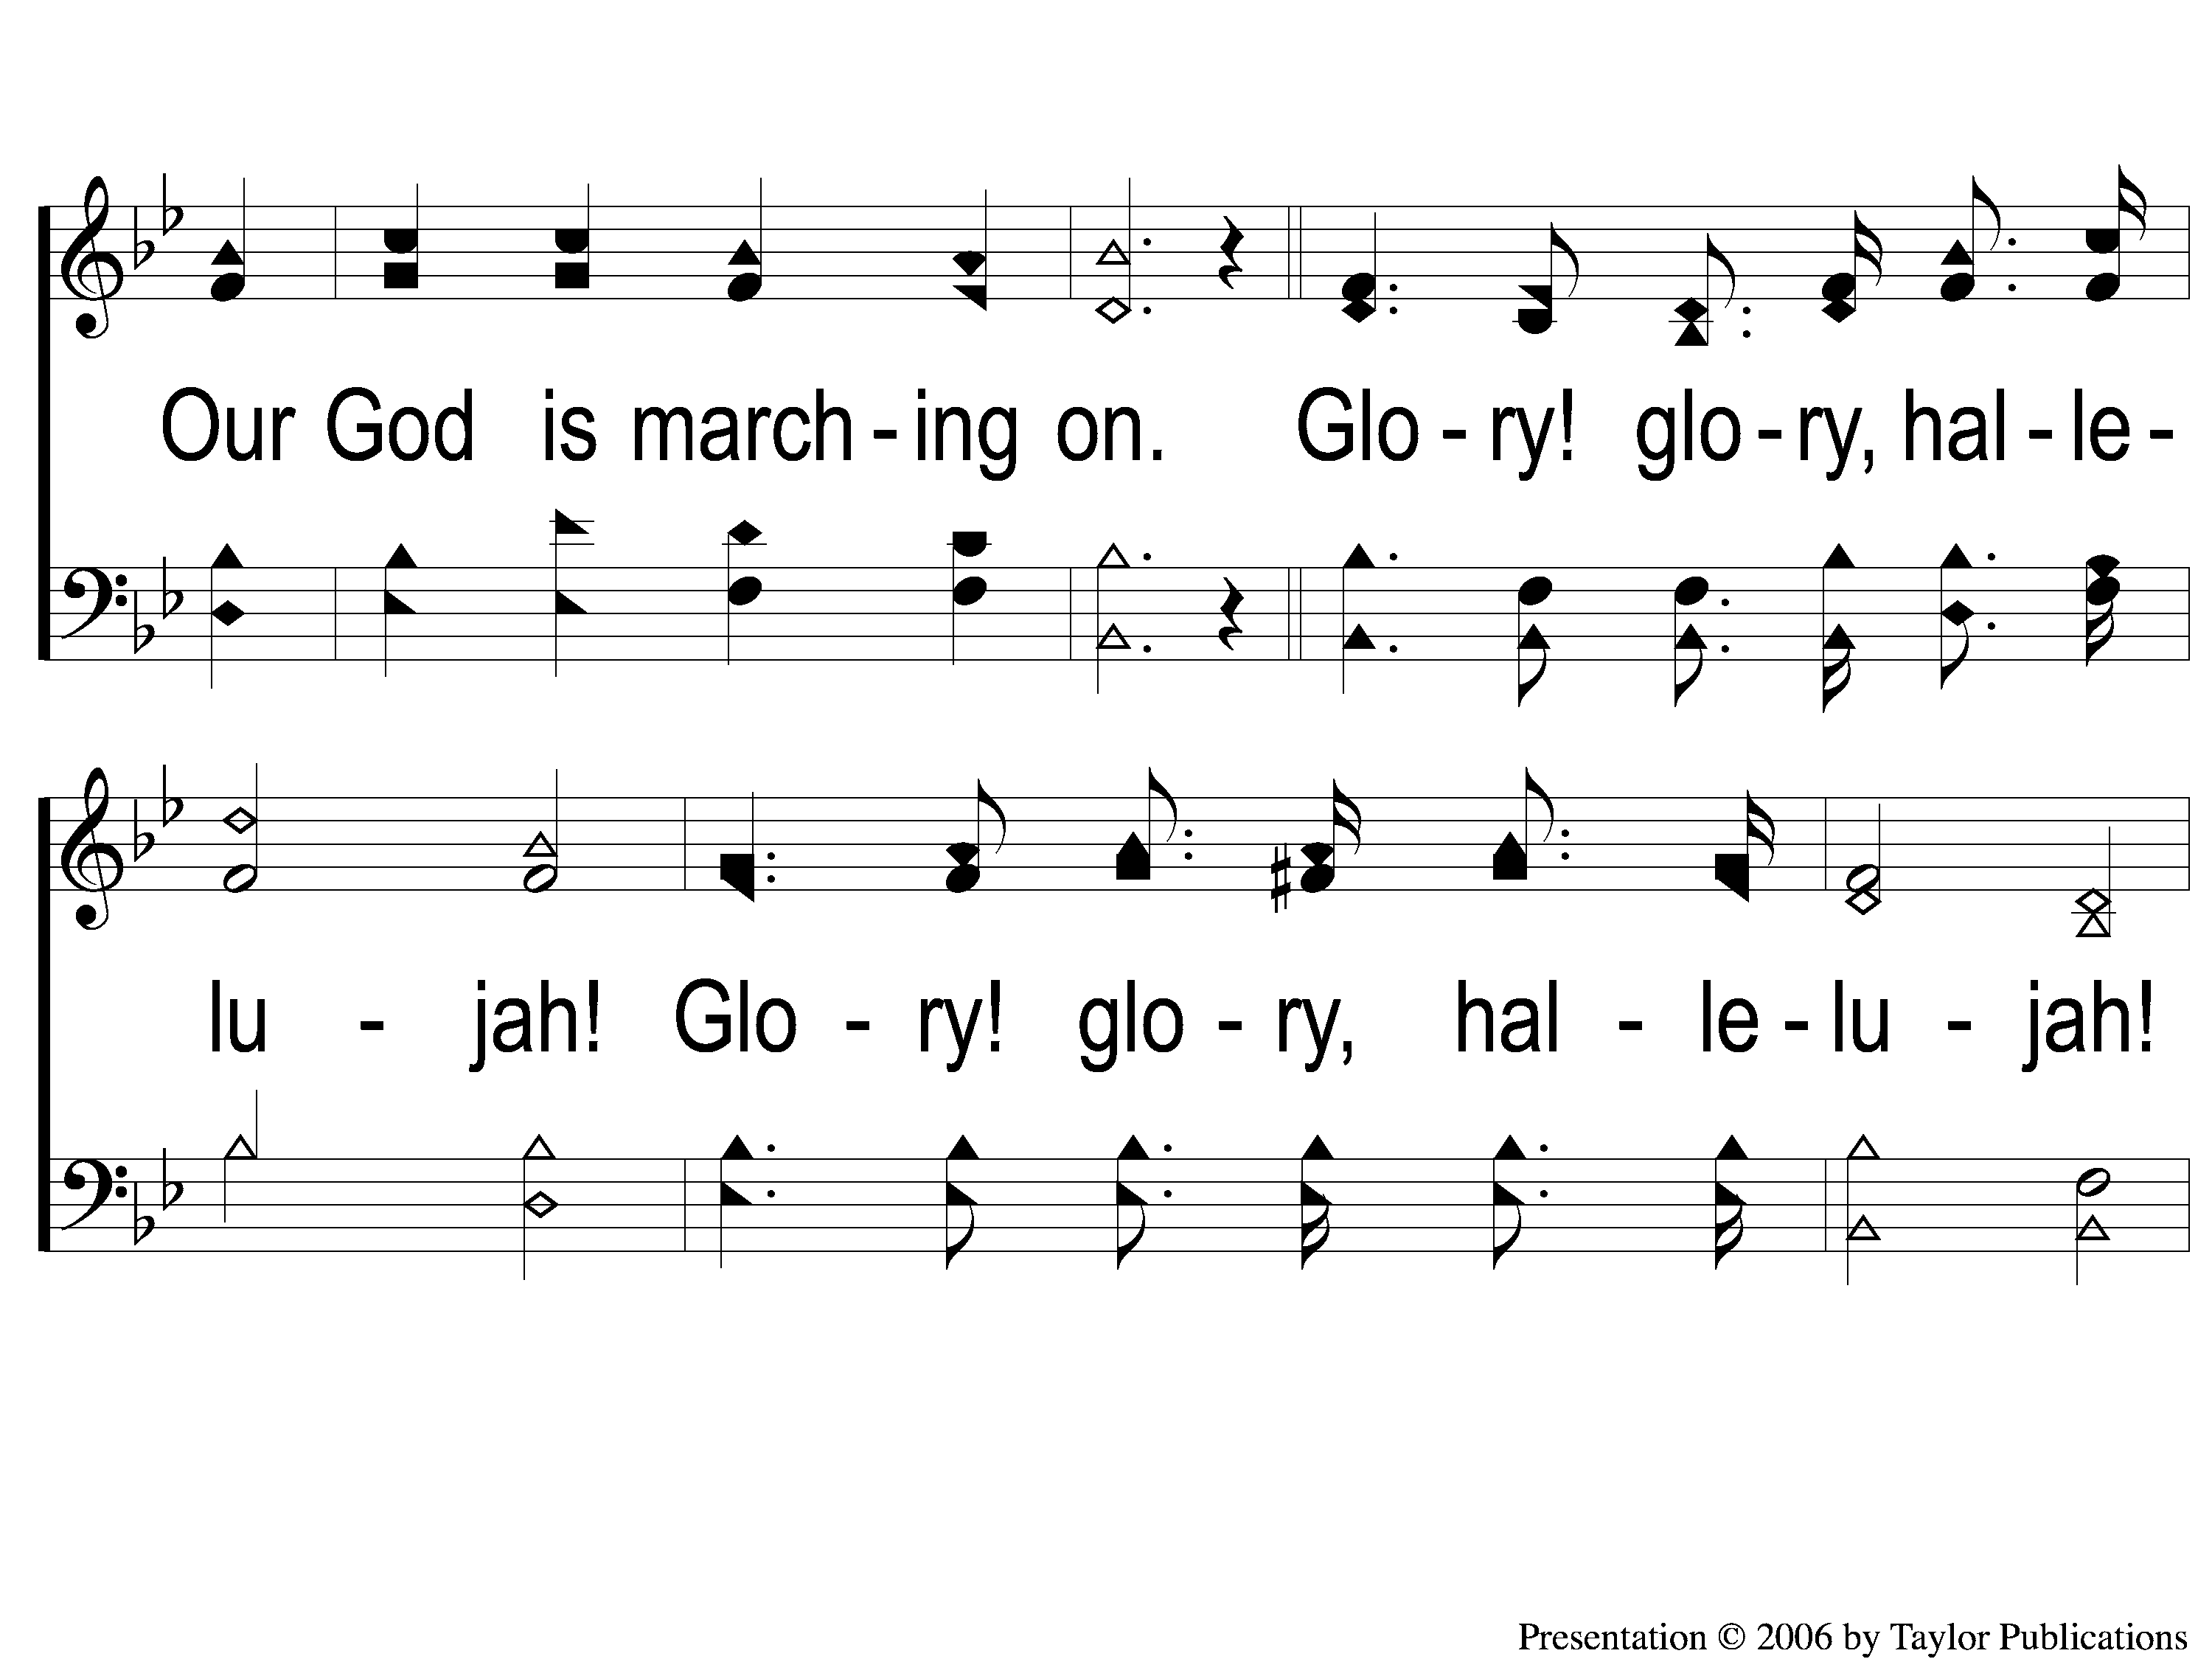 Our God is march - ing on. Glo - ry! glo - ry, hal - le -
lu - jah! Glo - ry! glo - ry, hal - le - lu - jah!
Presentation © 2006 by Taylor Publications